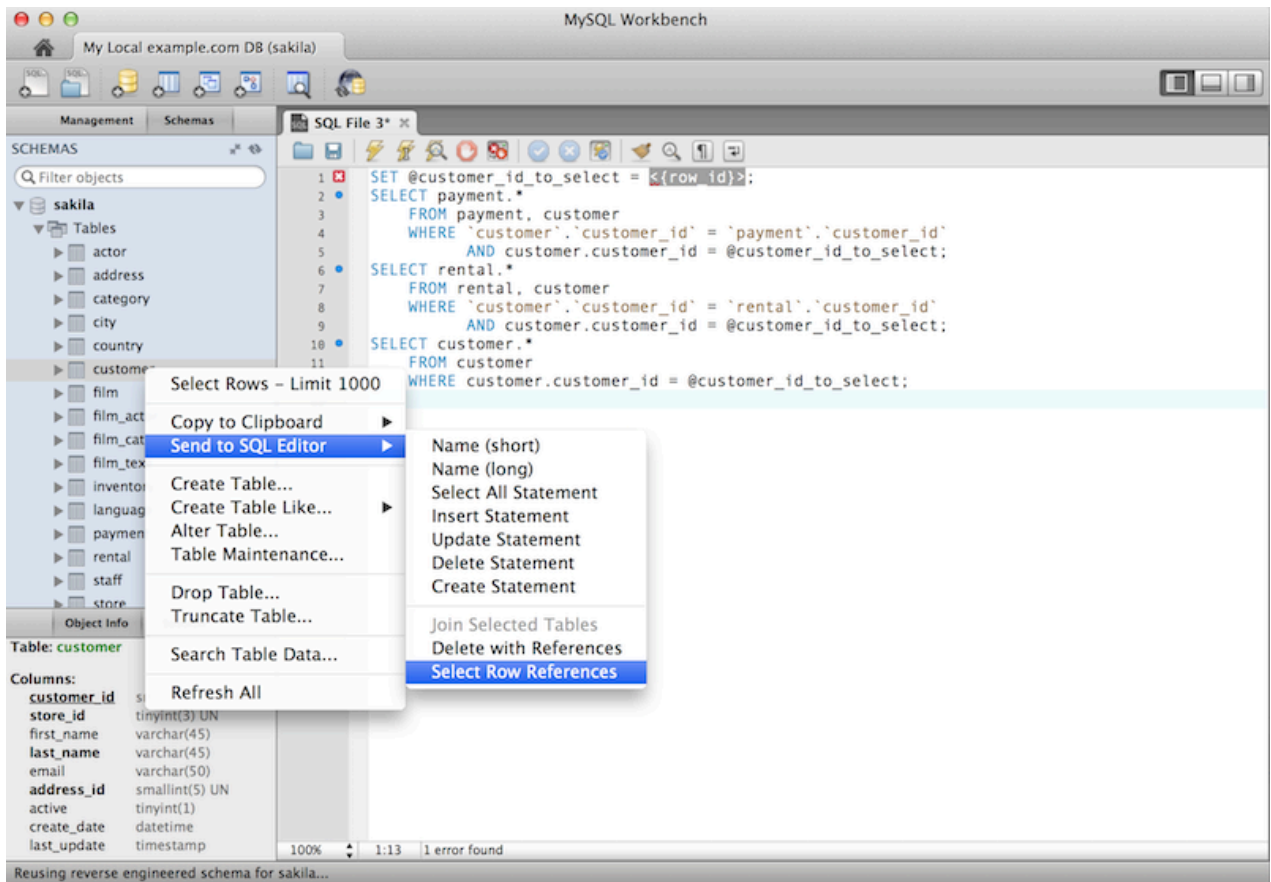 MySQL Workbench
My Local example.com DB (sakila)
Management Schemas
SCHEMAS
Filter objects
sakila
Tables
actor
address
category
city
country
customer
film
film_act
film_cat
film_tex
invento
languag
paymen
rental
staff
store
Object Info
Table: customer
Columns:
customer_id s
store_id tinyint(3) UN
first_name varchar(45)
last_name varchar(45)
email varchar(50)
address_id smallint(5) UN
active tinyint(1)
create_date datetime
last_update timestamp
SQL File 3*
1 SET @customer_id_to_select = <{row_id}>;
2 SELECT payment.*
3 FROM payment, customer
4 WHERE `customer`.`customer_id` = `payment`.`customer_id`
5 AND customer.customer_id = @customer_id_to_select;
6 SELECT rental.*
7 FROM rental, customer
8 WHERE `customer`.`customer_id` = `rental`.`customer_id`
9 AND customer.customer_id = @customer_id_to_select;
10 SELECT customer.*
11 FROM customer
WHERE customer.customer_id = @customer_id_to_select;
Select Rows – Limit 1000
Copy to Clipboard
Send to SQL Editor
Create Table...
Create Table Like...
Alter Table...
Table Maintenance...
Drop Table...
Truncate Table...
Search Table Data...
Refresh All
Name (short)
Name (long)
Select All Statement
Insert Statement
Update Statement
Delete Statement
Create Statement
Join Selected Tables
Delete with References
Select Row References
100% 1:13 1 error found
Reusing reverse engineered schema for sakila...